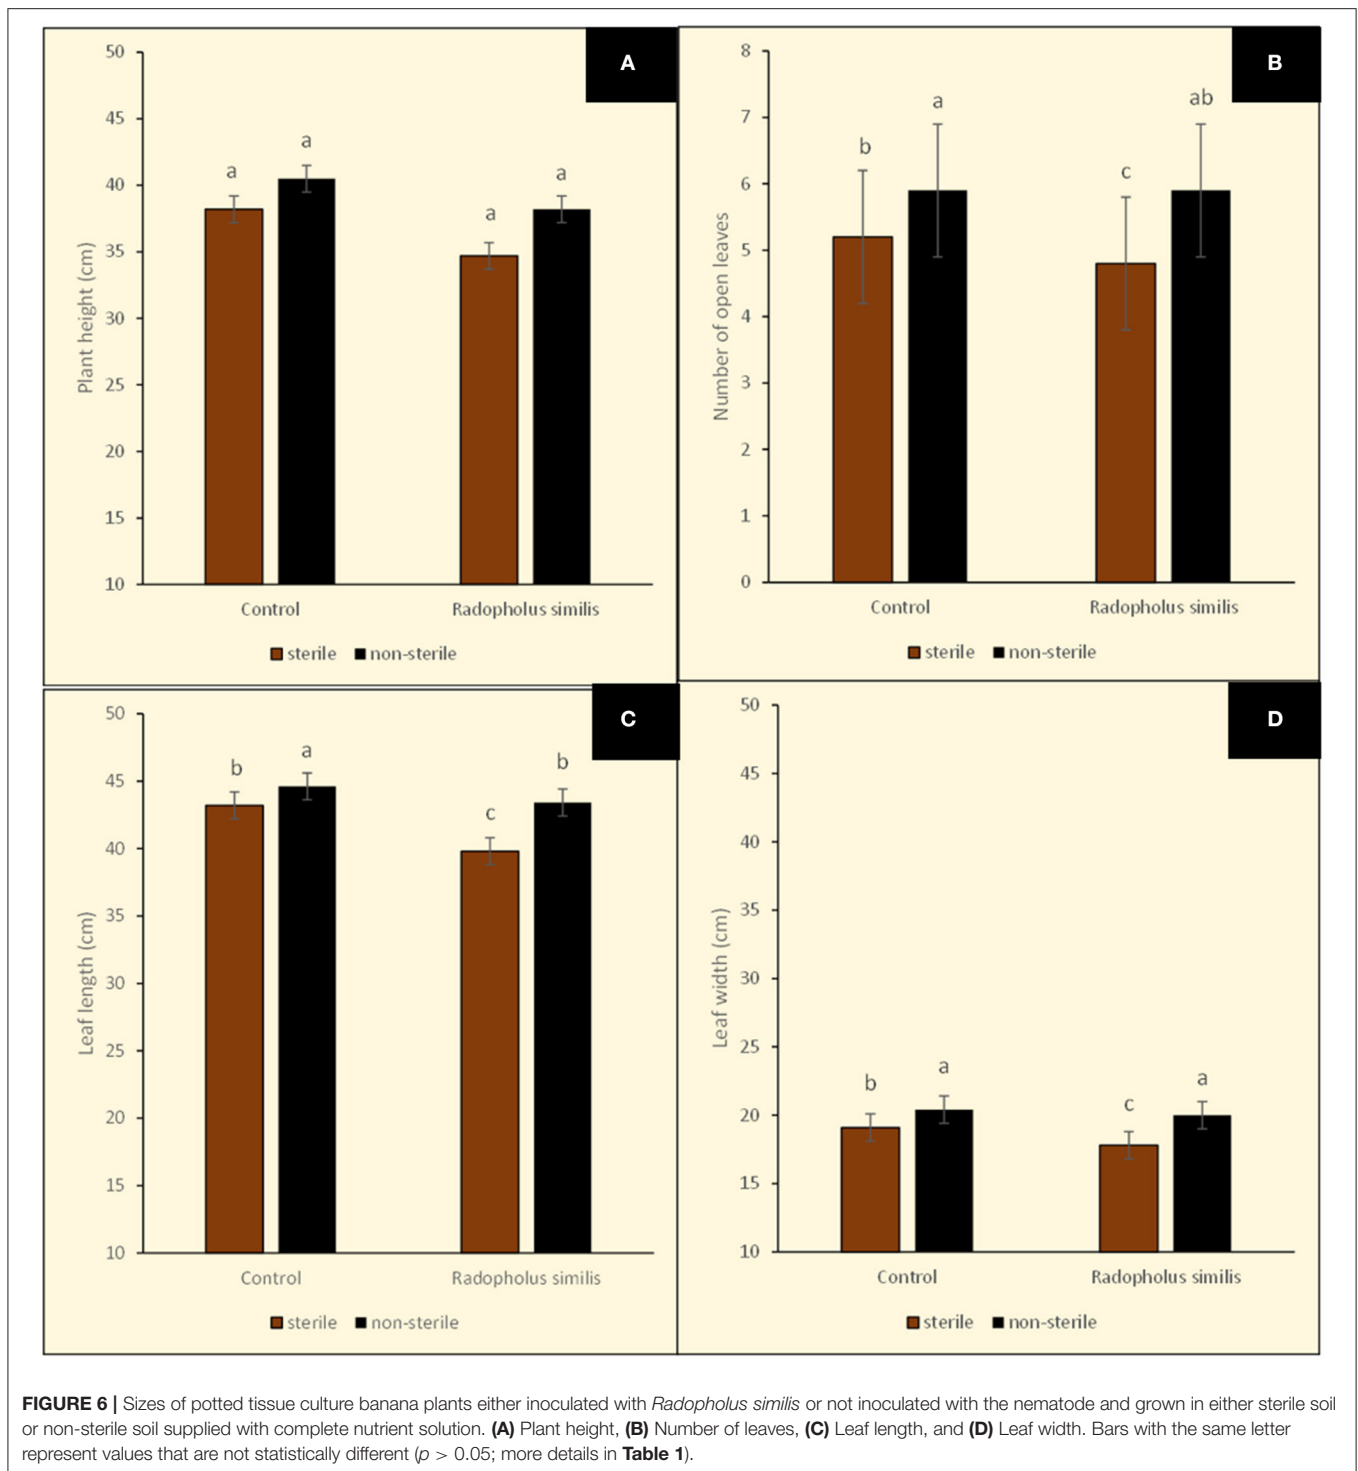 A
50
45
40
35
30
25
20
15
10
Plant height (cm)
a
a
a
a
Control
Radopholus similis
sterile
non-sterile
B
8
7
6
5
4
3
2
1
0
Number of open leaves
b
a
c
ab
Control
Radopholus similis
sterile
non-sterile
C
50
45
40
35
30
25
20
15
10
Leaf length (cm)
b
a
c
b
Control
Radopholus similis
sterile
non-sterile
D
50
45
40
35
30
25
20
15
10
Leaf width (cm)
b
a
c
a
Control
Radopholus similis
sterile
non-sterile
FIGURE 6 | Sizes of potted tissue culture banana plants either inoculated with Radopholus similis or not inoculated with the nematode and grown in either sterile soil
or non-sterile soil supplied with complete nutrient solution. (A) Plant height, (B) Number of leaves, (C) Leaf length, and (D) Leaf width. Bars with the same letter
represent values that are not statistically different (p > 0.05; more details in Table 1).